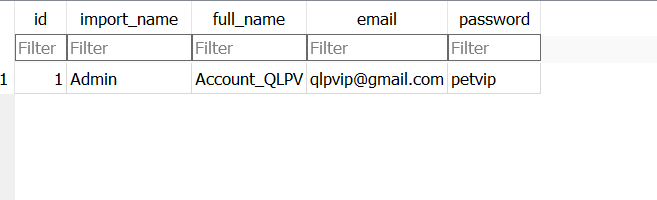 id import_name full_name email password
Filter Filter Filter Filter Filter
1 1 Admin Account_QLPV qlpvip@gmail.com petvip